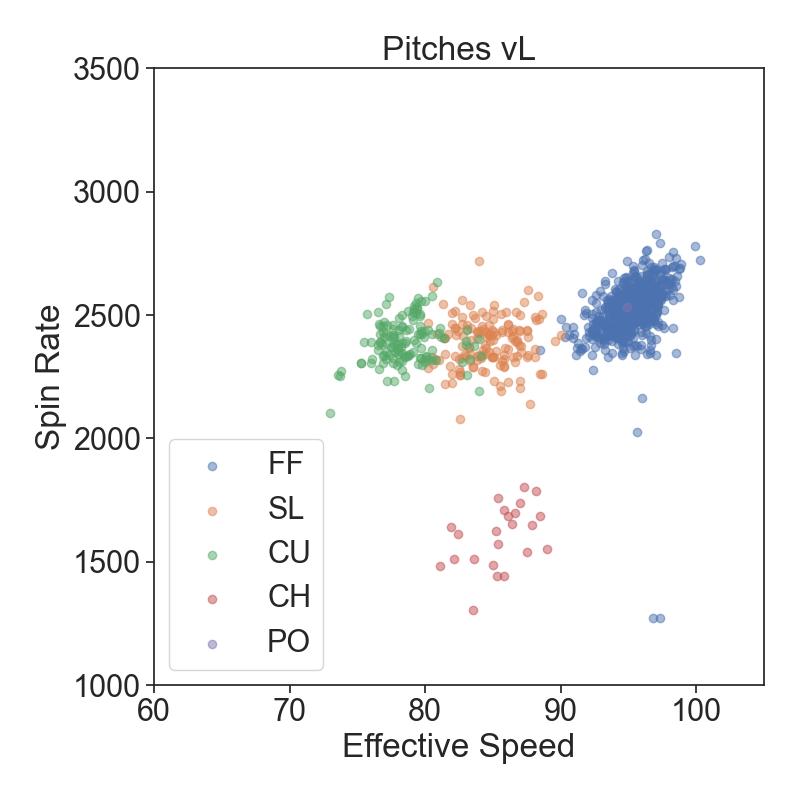 Pitches vL
3500
3000
2500
2000
1500
1000
Spin Rate
FF
SL
CU
CH
PO
60 70 80 90 100
Effective Speed